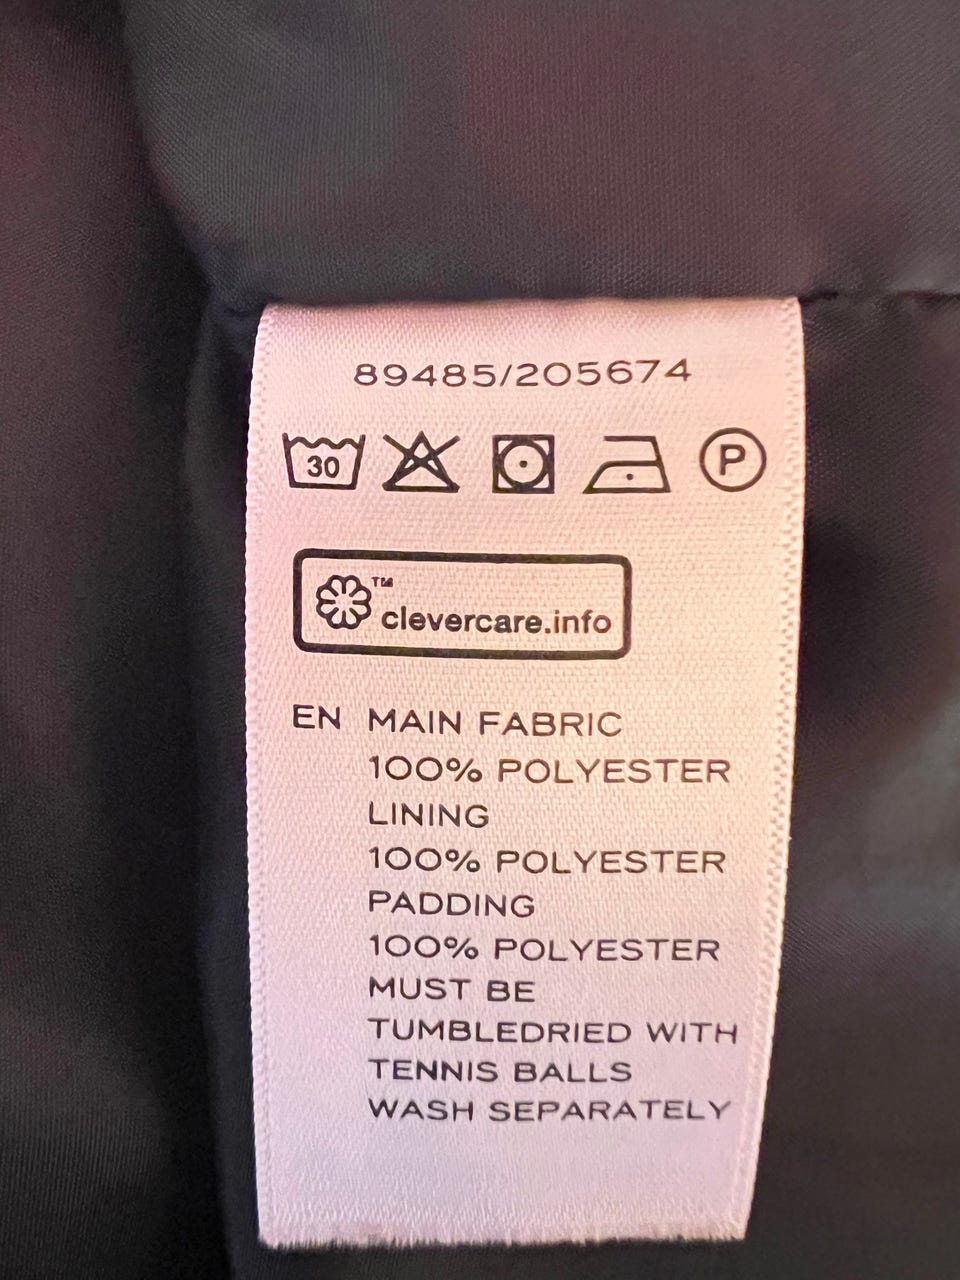 89485/205674
30 P
™
clevercare.info
EN MAIN FABRIC
100% POLYESTER
LINING
100% POLYESTER
PADDING
100% POLYESTER
MUST BE
TUMBLEDRIED WITH
TENNIS BALLS
WASH SEPARATELY